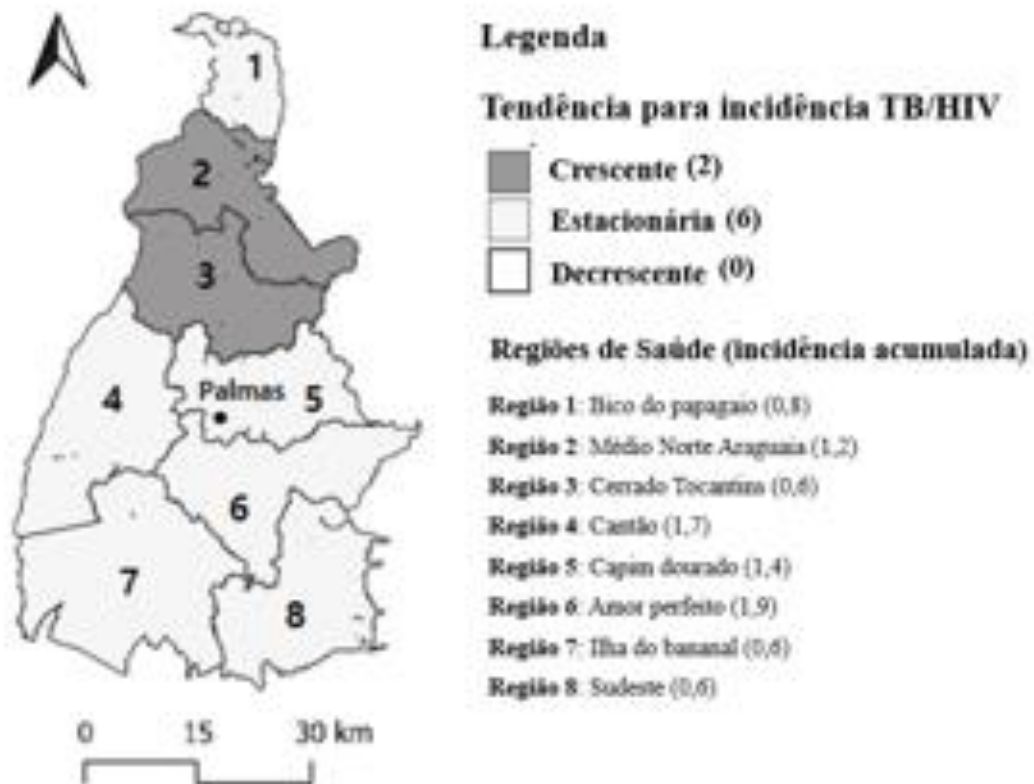 Legenda
Tendência para incidência TB/HIV
Crescente (2)
Estacionária (6)
Decrescente (0)
Regiões de Saúde (incidência acumulada)
Região 1: Bico do papagaio (0,8)
Região 2: Médio Norte Araguaia (1,2)
Região 3: Cerrado Tocantins (0,6)
Região 4: Cantão (1,7)
Região 5: Capim dourado (1,4)
Região 6: Amor perfeito (1,9)
Região 7: Ilha do bananal (0,6)
Região 8: Sudeste (0,6)
1
2
3
4
Palmas
5
6
7
8
0 15 30 km